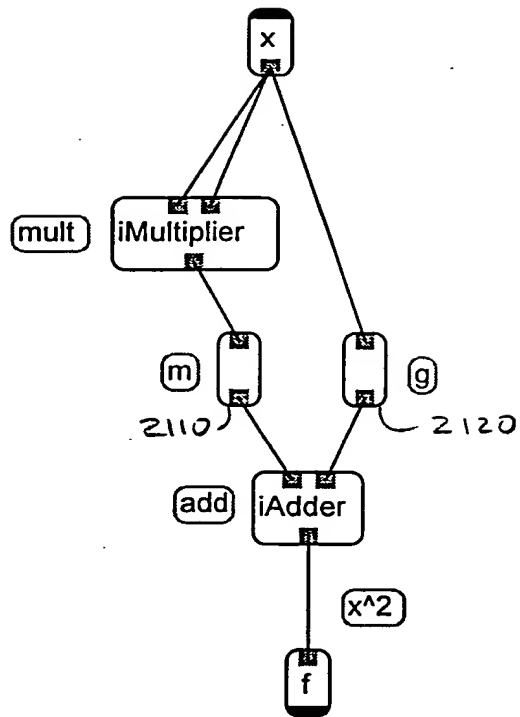 x
mult iMultiplier
m g
2110 2120
add iAdder
x^2
f